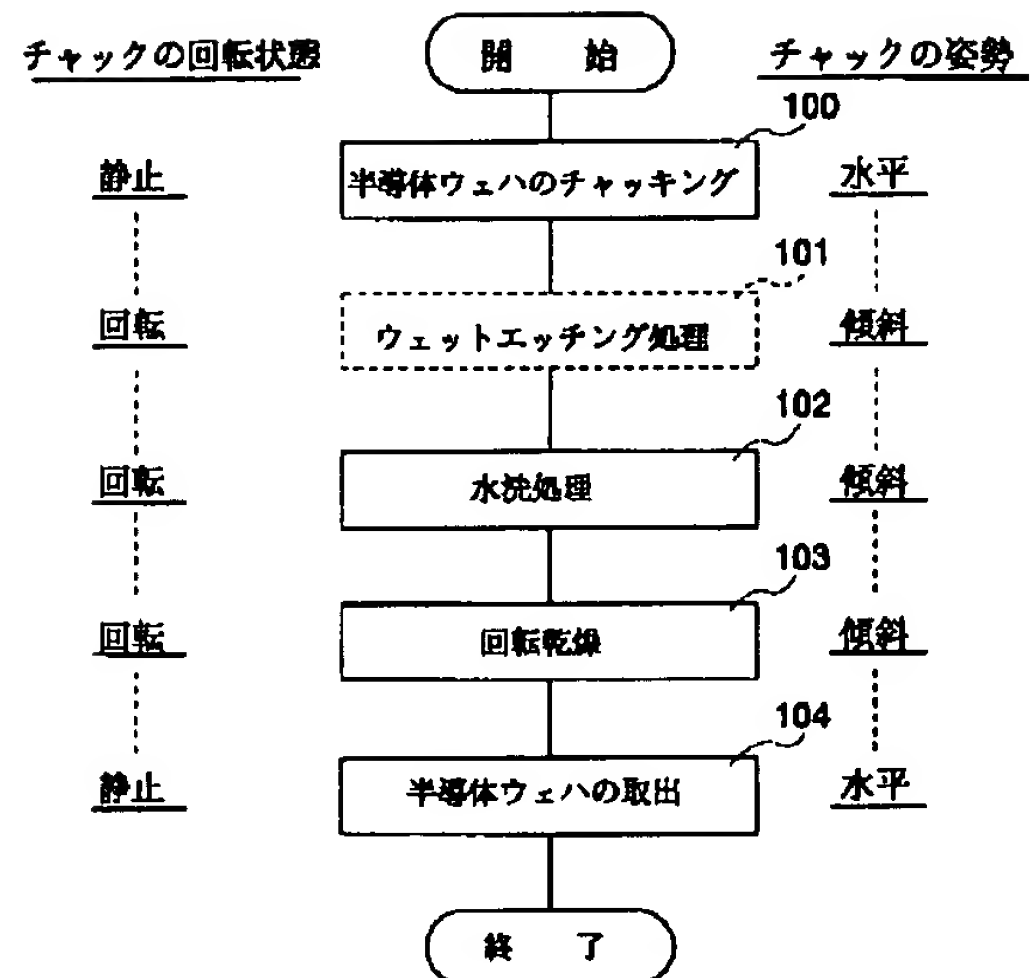 チャックの回転状態
開 始
チャックの姿勢
100
静止
半導体ウェハのチャッキング
水平
101
回転
ウェットエッチング処理
傾斜
102
回転
水洗処理
傾斜
103
回転
回転乾燥
傾斜
104
静止
半導体ウェハの取出
水平
終 了